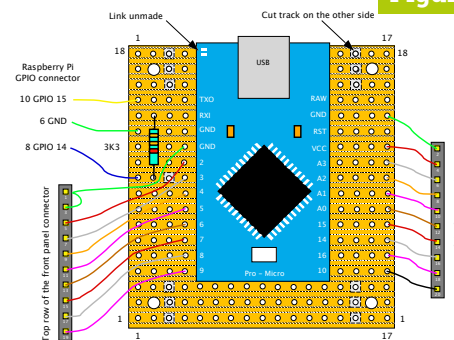 Link unmade
Cut track on the other side
1
17
18
18
USB
Raspberry Pi
GPIO connector
10 GPIO 15
6 GND
8 GPIO 14
3K3
TXO
RXI
GND
GND
2
3
4
5
6
7
8
9
RAW
GND
RST
VCC
A3
A2
A1
A0
15
14
16
10
Pro – Micro
Top row of the front panel connector
1
1
1
17